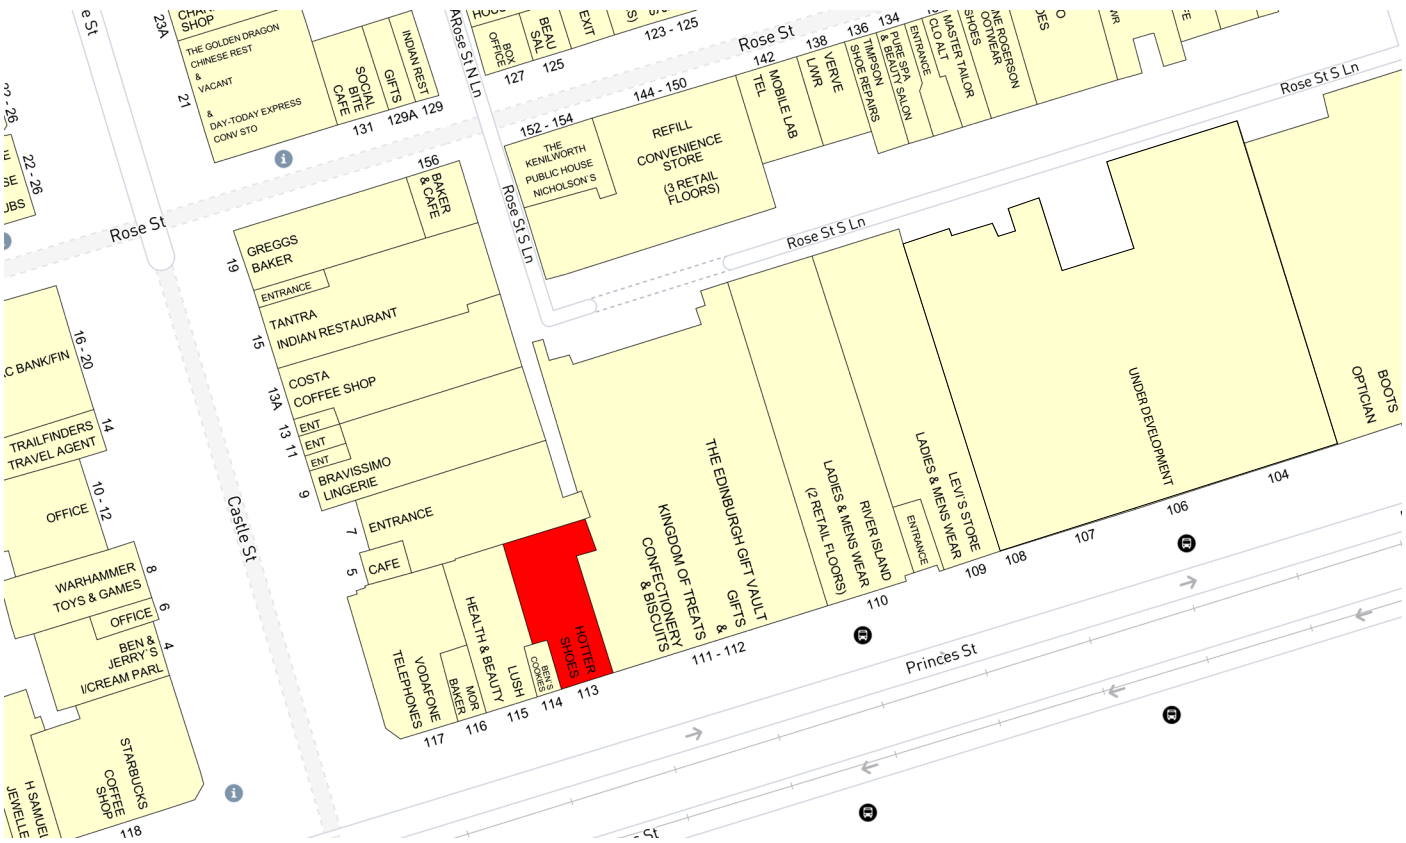 SHOP
23A
THE GOLDEN DRAGON
CHINESE REST
&
VACANT
&
DAY-TODAY EXPRESS
CONV STO
21
SOCIAL
BITE
CAFE
GIFTS
INDIAN REST
131
129A
129
Rose St N Ln
BOX
OFFICE
127
BEAU
SAL
125
EXIT
123 - 125
Rose St
144 - 150
142
138
136
134
152 - 154
THE
KENILWORTH
PUBLIC HOUSE
NICHOLSON'S
REFILL
CONVENIENCE
STORE
(3 RETAIL
FLOORS)
MOBILE LAB
TEL
VERVE
L/WR
TIMPSON
SHOE REPAIRS
PURE SPA
& BEAUTY SALON
ENTRANCE
MASTER TAILOR
CLO ALT
SHOES
ROGERSON
Rose St S Ln
22 - 26
Rose St
156
BAKER
& CAFE
GREGGS
BAKER
19
ENTRANCE
TANTRA
INDIAN RESTAURANT
15
COSTA
COFFEE SHOP
13A
ENT
13
ENT
11
ENT
BRAVISSIMO
LINGERIE
9
ENTRANCE
7
CAFE
5
Rose St S Ln
Rose St S Ln
16 - 20
BANK/FIN
TRAILFINDERS
TRAVEL AGENT
14
OFFICE
10 - 12
WARHAMMER
TOYS & GAMES
8
OFFICE
6
BEN &
JERRY'S
I/CREAM PARL
4
STARBUCKS
COFFEE
SHOP
118
H SAMUEL
Castle St
VODAFONE
TELEPHONES
117
MOR
BAKER
HEALTH & BEAUTY
116
LUSH
115
BEN'S
COOKIES
114
HOTTER
SHOES
113
THE EDINBURGH GIFT VAULT
GIFTS
&
KINGDOM OF TREATS
CONFECTIONERY
& BISCUITS
111 - 112
RIVER ISLAND
LADIES & MENS WEAR
(2 RETAIL FLOORS)
110
ENTRANCE
LEVI'S STORE
LADIES & MENS WEAR
109
108
107
106
104
UNDER DEVELOPMENT
BOOTS
OPTICIAN
Princes St
St